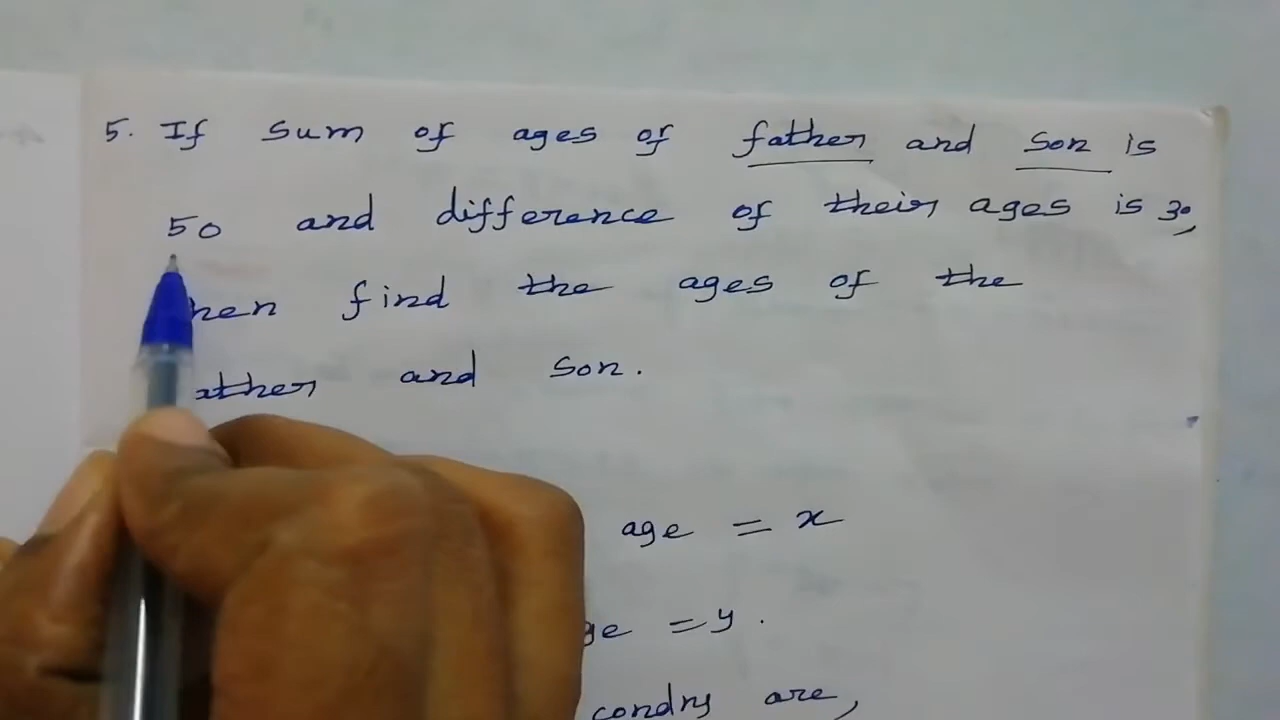 5. If sum of ages of father and son is
50 and difference of their ages is 30,
hen find the ages of the
ather and son.
age = x
ge = y.
condns are,